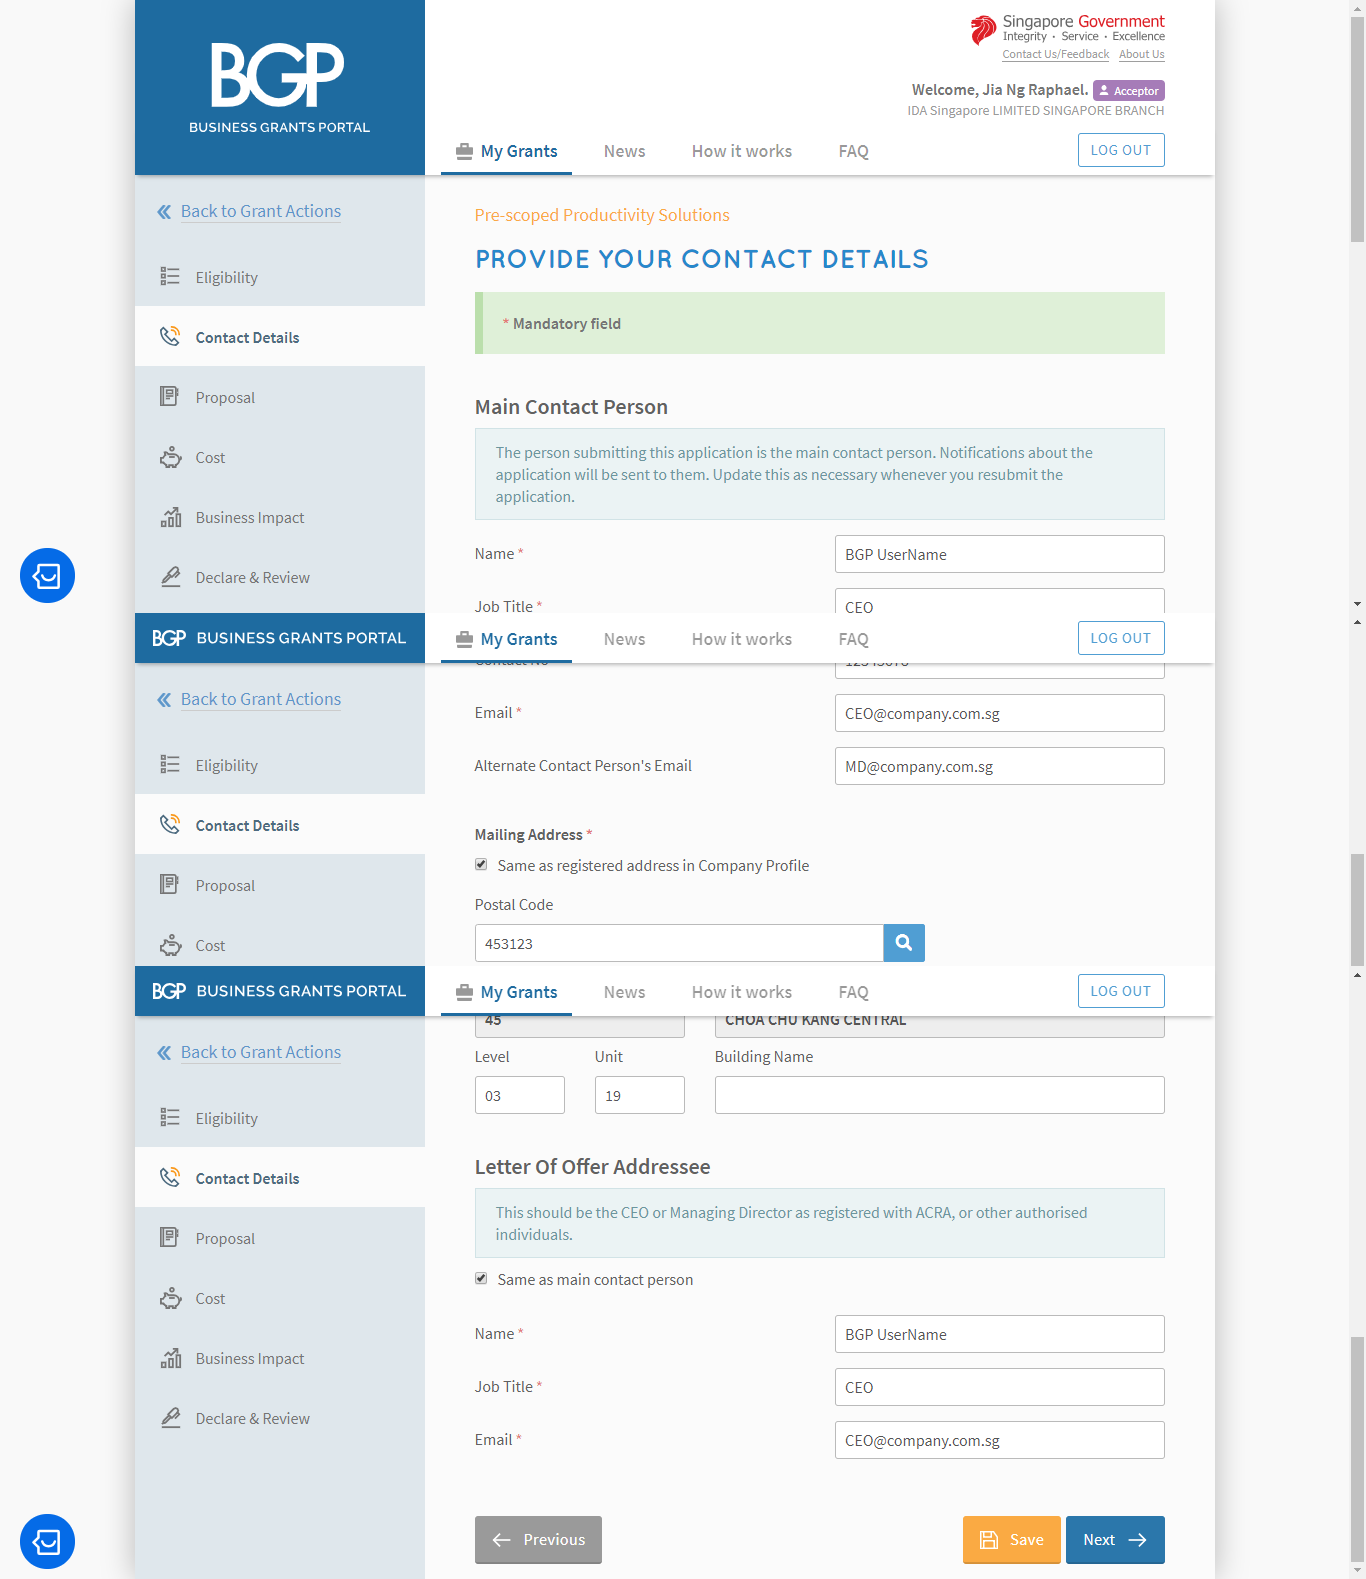 BGP
BUSINESS GRANTS PORTAL
Singapore Government
Integrity · Service · Excellence
Contact Us/Feedback About Us
Welcome, Jia Ng Raphael. Acceptor
IDA Singapore LIMITED SINGAPORE BRANCH
My Grants News How it works FAQ LOG OUT
Back to Grant Actions
Eligibility
Contact Details
Proposal
Cost
Business Impact
Declare & Review
Pre-scoped Productivity Solutions
PROVIDE YOUR CONTACT DETAILS
* Mandatory field
Main Contact Person
The person submitting this application is the main contact person. Notifications about the
application will be sent to them. Update this as necessary whenever you resubmit the
application.
Name * BGP UserName
Job Title * CEO
BGP BUSINESS GRANTS PORTAL
My Grants News How it works FAQ LOG OUT
Back to Grant Actions
Eligibility
Contact Details
Proposal
Cost
Contact No 12345678
Email * CEO@company.com.sg
Alternate Contact Person's Email MD@company.com.sg
Mailing Address *
Same as registered address in Company Profile
Postal Code
453123
BGP BUSINESS GRANTS PORTAL
My Grants News How it works FAQ LOG OUT
Back to Grant Actions
Eligibility
Contact Details
Proposal
Cost
Business Impact
Declare & Review
45 CHOA CHU KANG CENTRAL
Level Unit Building Name
03 19
Letter Of Offer Addressee
This should be the CEO or Managing Director as registered with ACRA, or other authorised
individuals.
Same as main contact person
Name * BGP UserName
Job Title * CEO
Email * CEO@company.com.sg
Previous Save Next